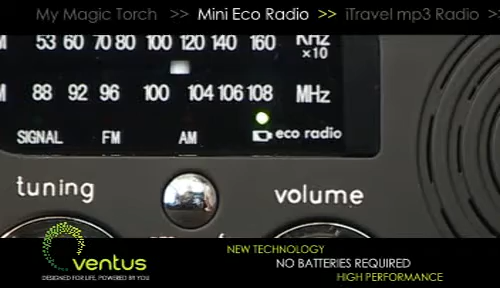 My Magic Torch >> Mini Eco Radio >> iTravel mp3 Radio >>
M 53 60 70 80 100 120 140 160 KHz
×10
M 88 92 96 100 104 106 108 MHz
SIGNAL FM AM eco radio
tuning volume
ventus
DESIGNED FOR LIFE, POWERED BY YOU
NEW TECHNOLOGY
NO BATTERIES REQUIRED
HIGH PERFORMANCE